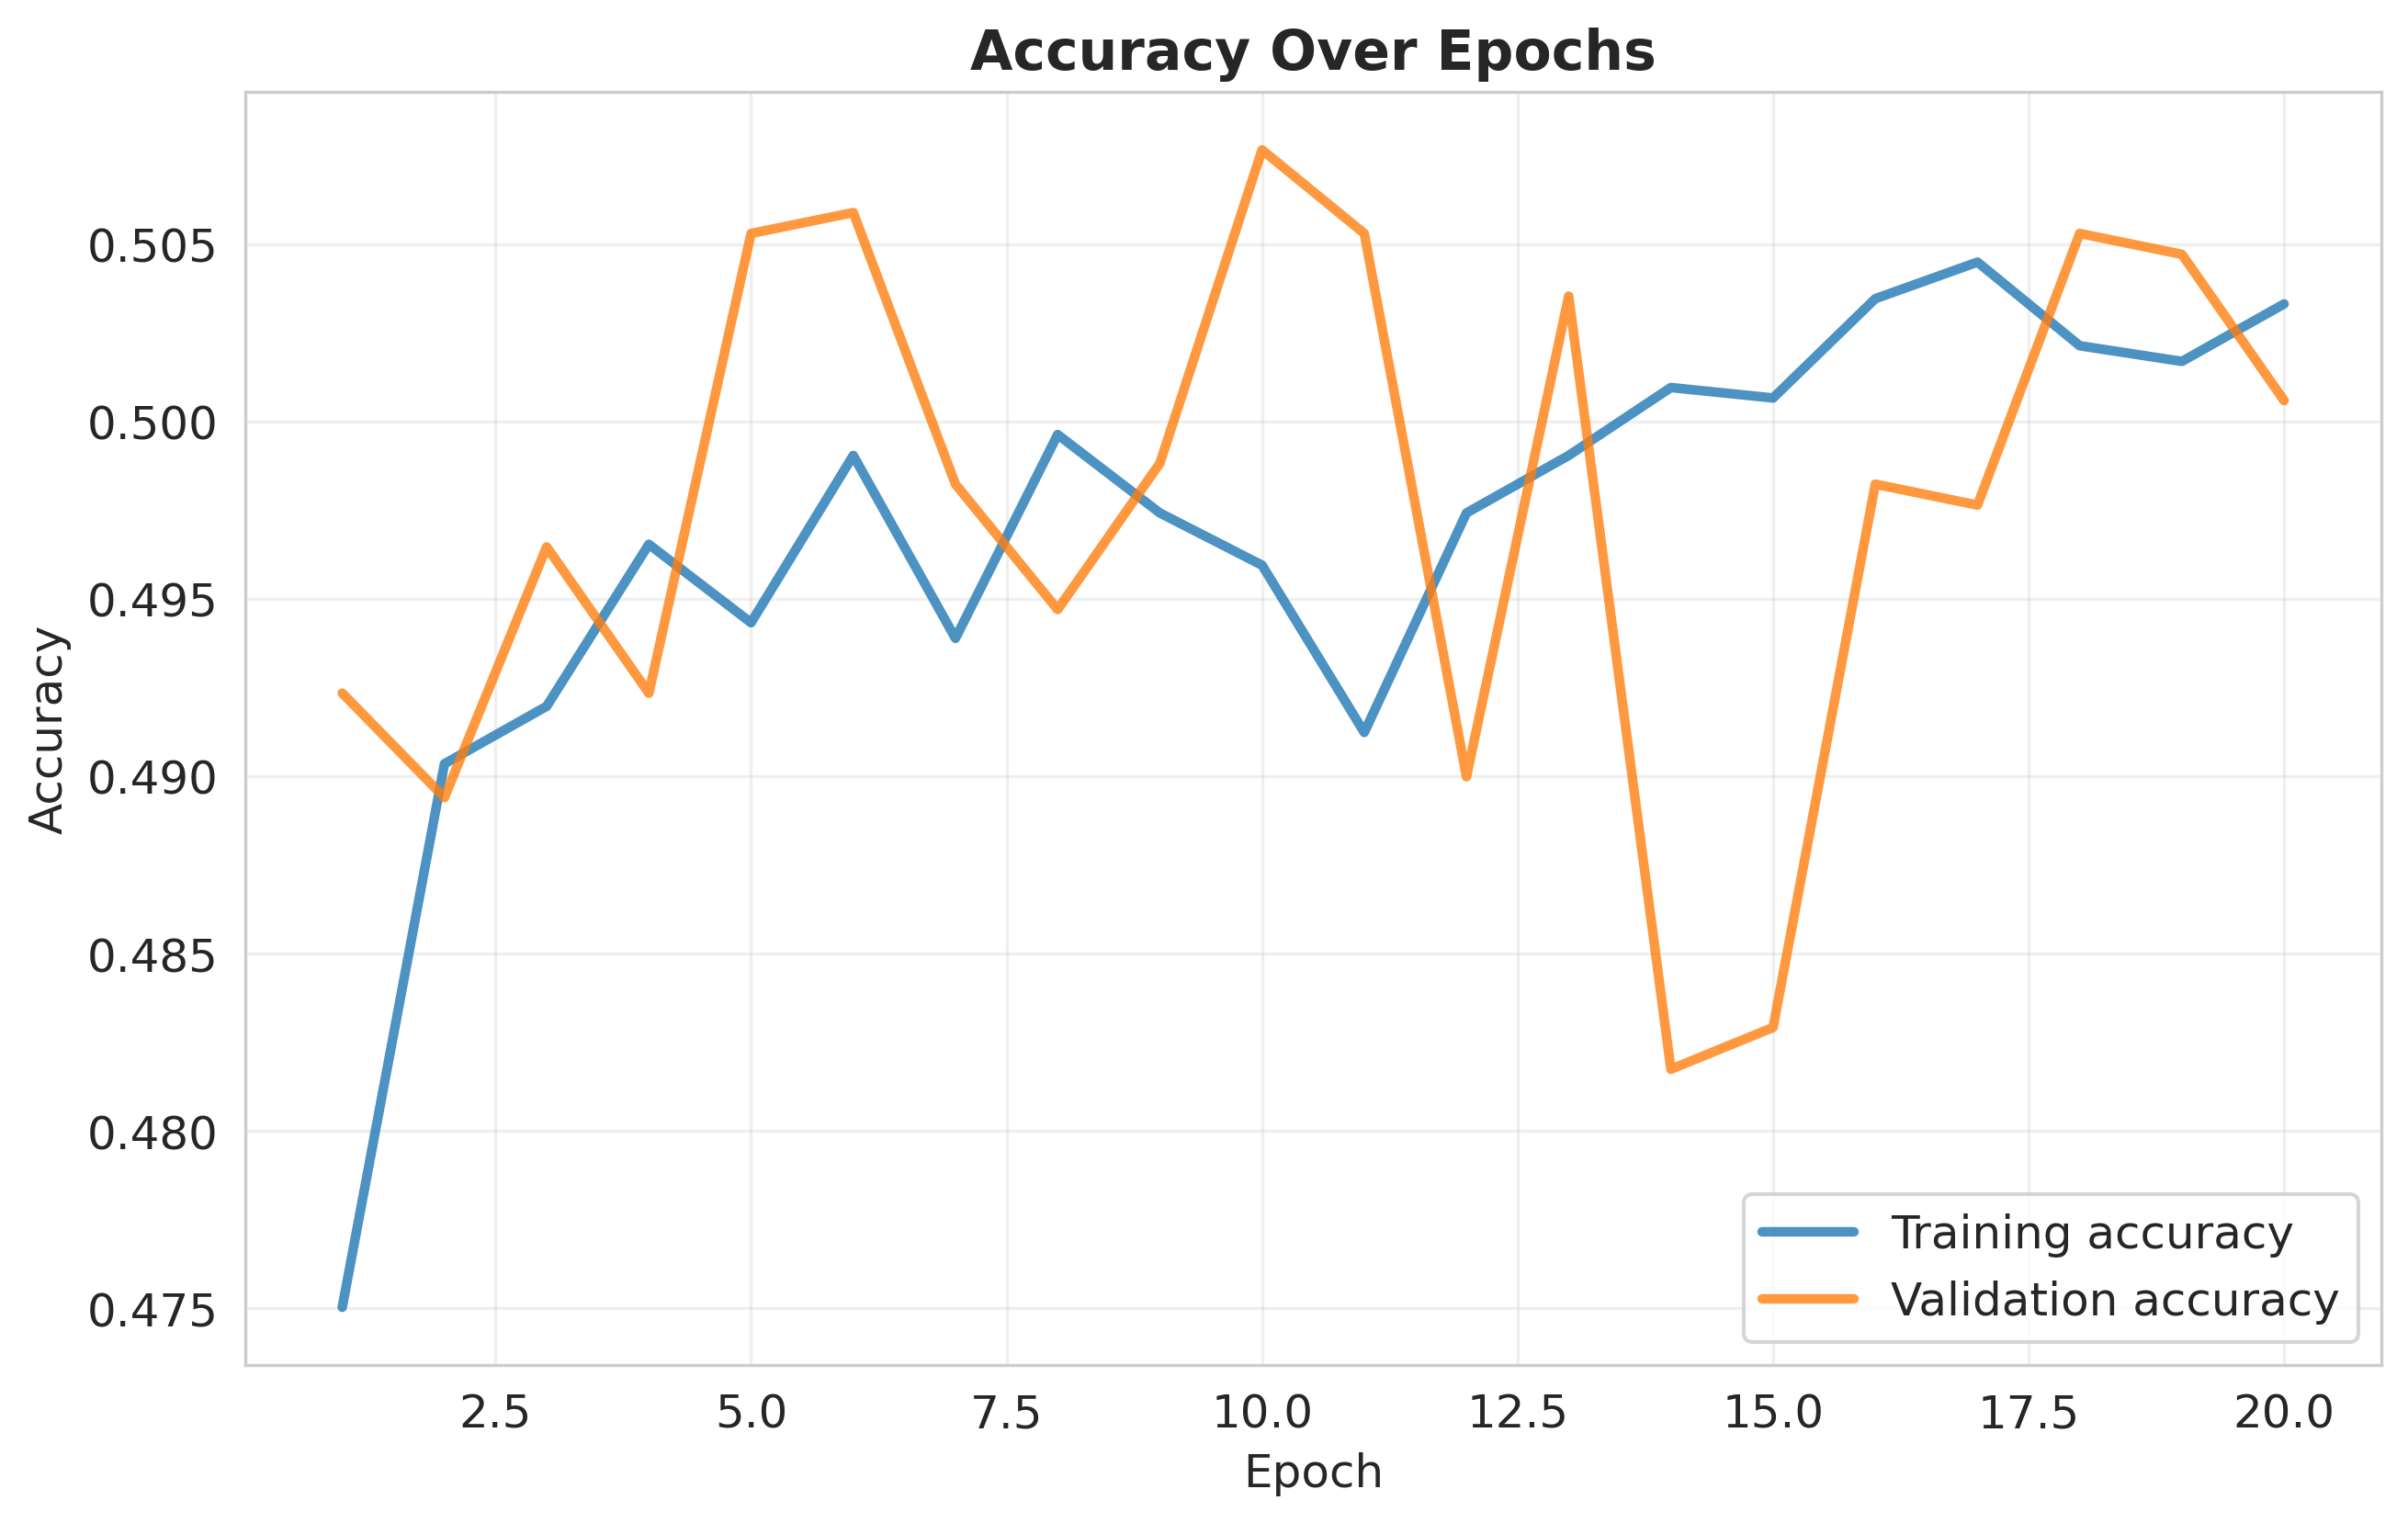 Accuracy Over Epochs
Accuracy
0.505
0.500
0.495
0.490
0.485
0.480
0.475
Training accuracy
Validation accuracy
2.5 5.0 7.5 10.0 12.5 15.0 17.5 20.0
Epoch